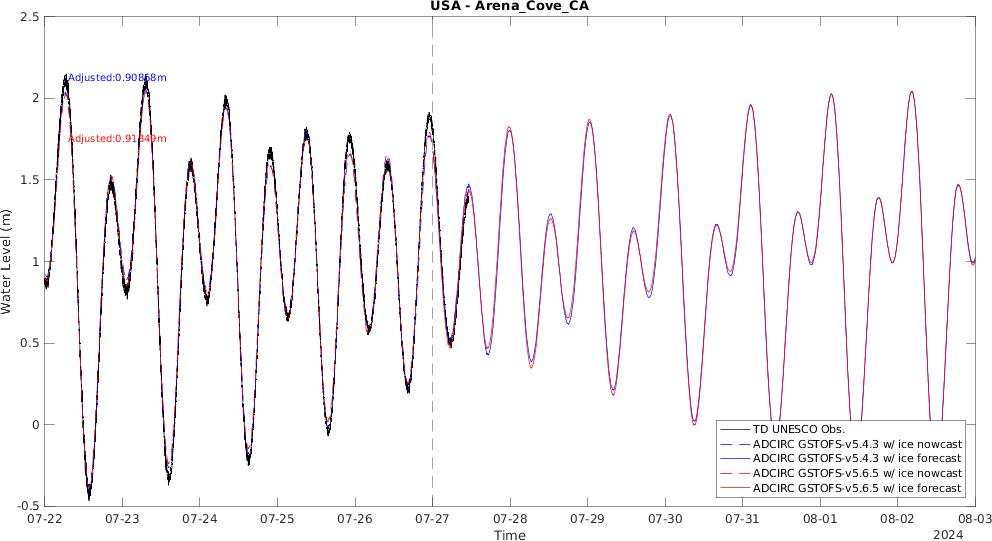 USA - Arena_Cove_CA
2.5
2
1.5
1
0.5
0
-0.5
Water Level (m)
Adjusted:0.90858m
Adjusted:0.91849m
TD UNESCO Obs.
ADCIRC GSTOFS-v5.4.3 w/ ice nowcast
ADCIRC GSTOFS-v5.4.3 w/ ice forecast
ADCIRC GSTOFS-v5.6.5 w/ ice nowcast
ADCIRC GSTOFS-v5.6.5 w/ ice forecast
07-22 07-23 07-24 07-25 07-26 07-27 07-28 07-29 07-30 07-31 08-01 08-02 08-03
Time
2024